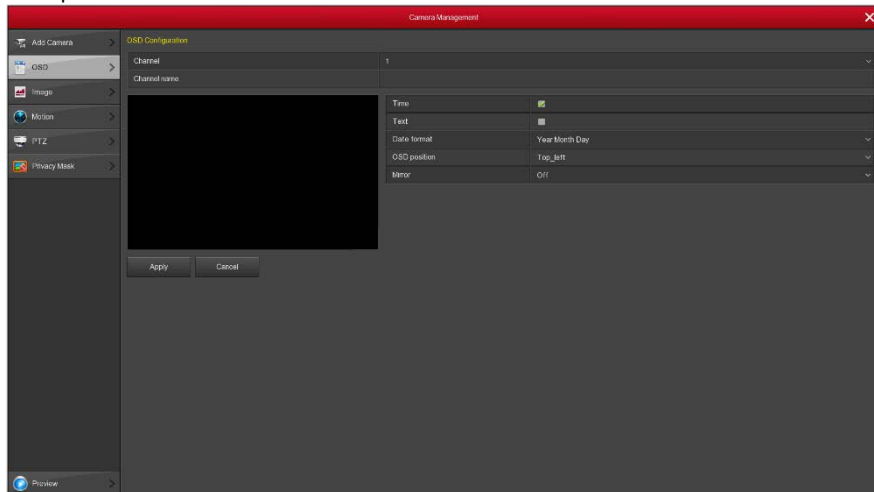 Camera Management
Add Camera
OSD
Image
Motion
PTZ
Privacy Mask
Preview
OSD Configuration
Channel 1
Channel name
Time
Text
Date format Year Month Day
OSD position Top_left
Mirror Off
Apply Cancel